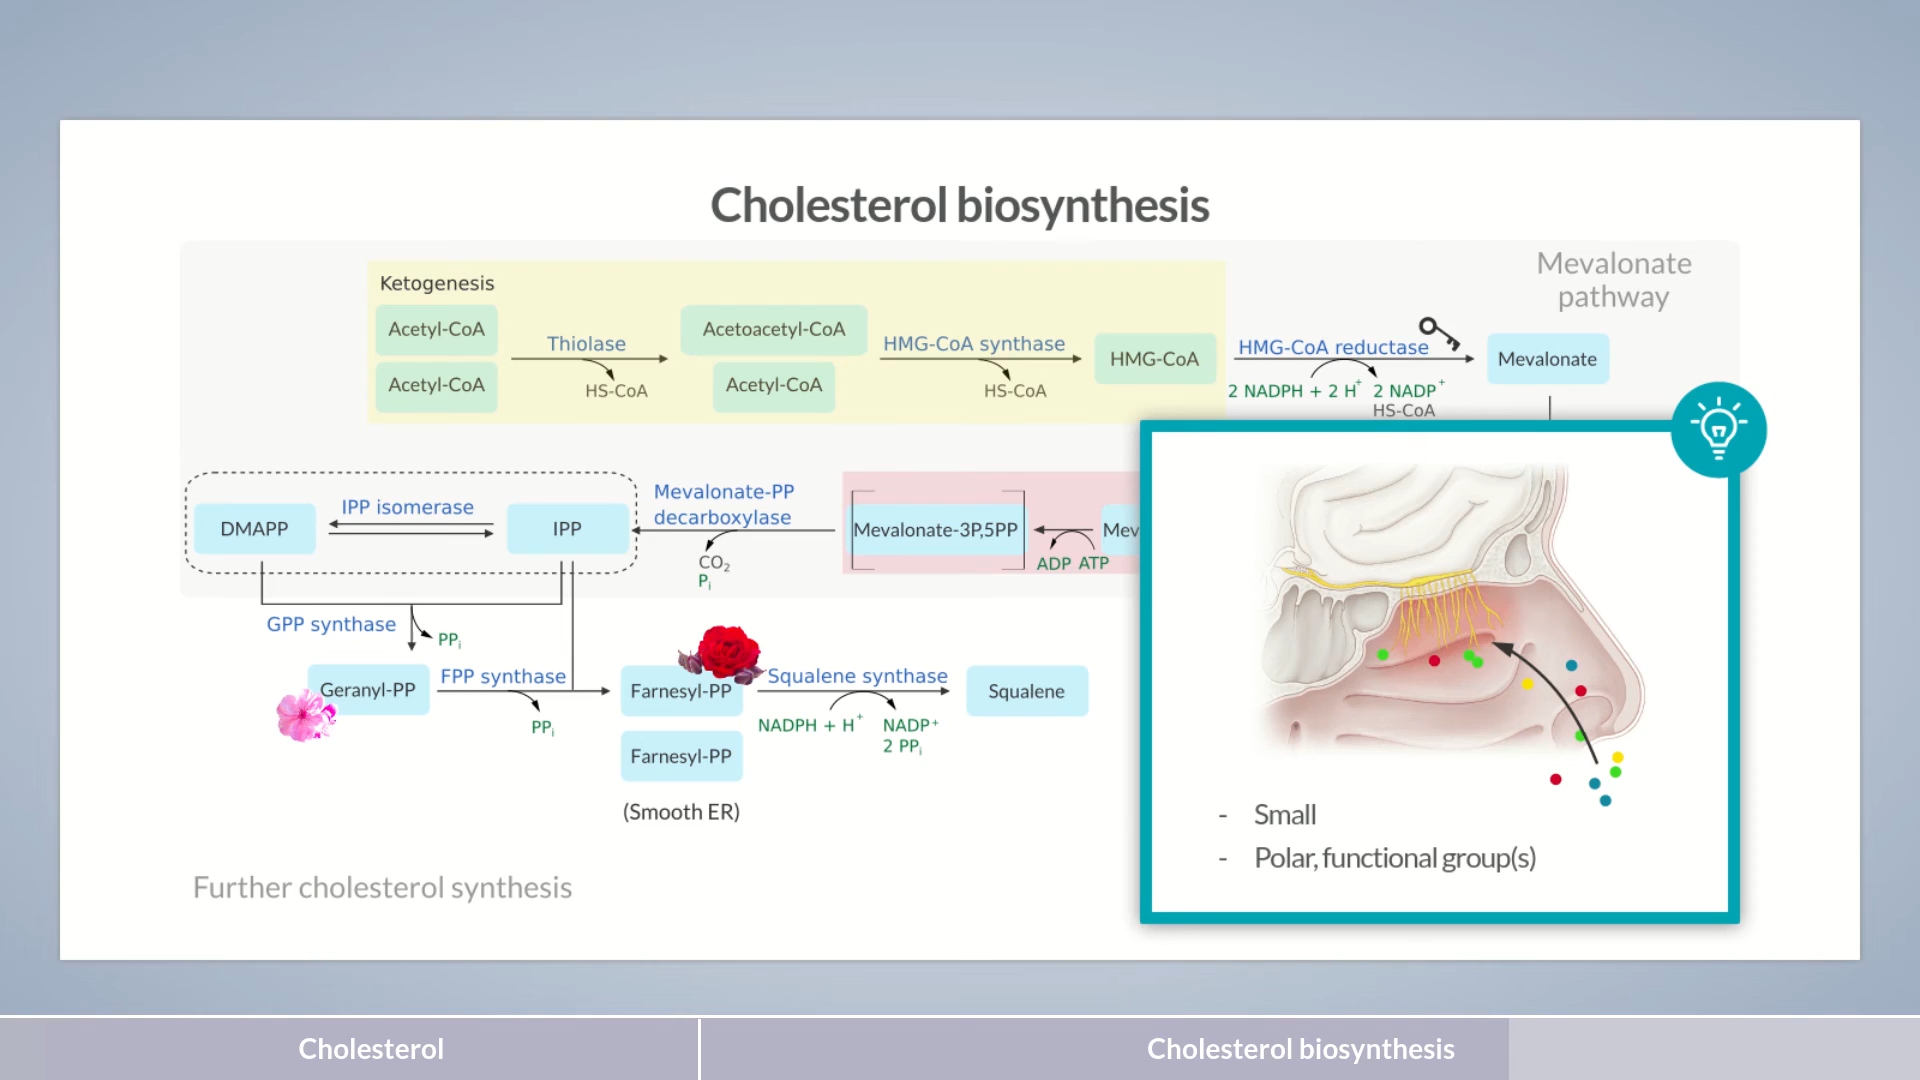 Cholesterol biosynthesis
Mevalonate
pathway
Ketogenesis
Acetyl-CoA
Acetyl-CoA
Thiolase
HS-CoA
Acetoacetyl-CoA
Acetyl-CoA
HMG-CoA synthase
HS-CoA
HMG-CoA
HMG-CoA reductase
2 NADPH + 2 H⁺ 2 NADP⁺
HS-CoA
Mevalonate
DMAPP
IPP isomerase
IPP
Mevalonate-PP
decarboxylase
CO₂
Pᵢ
Mevalonate-3P,5PP
ADP ATP
Mev
GPP synthase
PPᵢ
Geranyl-PP
FPP synthase
PPᵢ
Farnesyl-PP
Farnesyl-PP
(Smooth ER)
Squalene synthase
NADPH + H⁺ NADP⁺
2 PPᵢ
Squalene
- Small
- Polar, functional group(s)
Further cholesterol synthesis
Cholesterol
Cholesterol biosynthesis